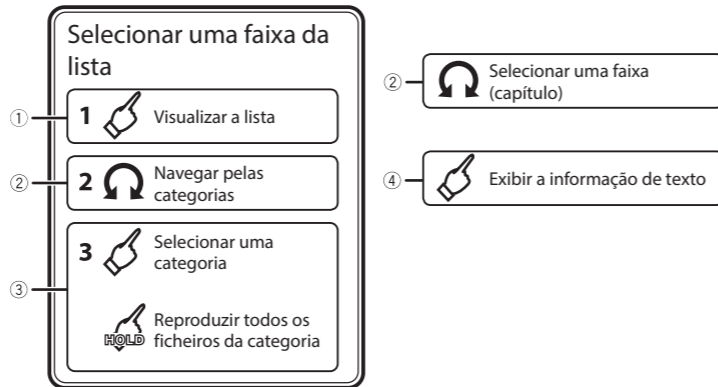 Selecionar uma faixa da
lista
① 1 Visualizar a lista
② 2 Navegar pelas
categorias
③ 3 Selecionar uma
categoria
HOLD Reproduzir todos os
ficheiros da categoria
② Selecionar uma faixa
(capítulo)
④ Exibir a informação de texto